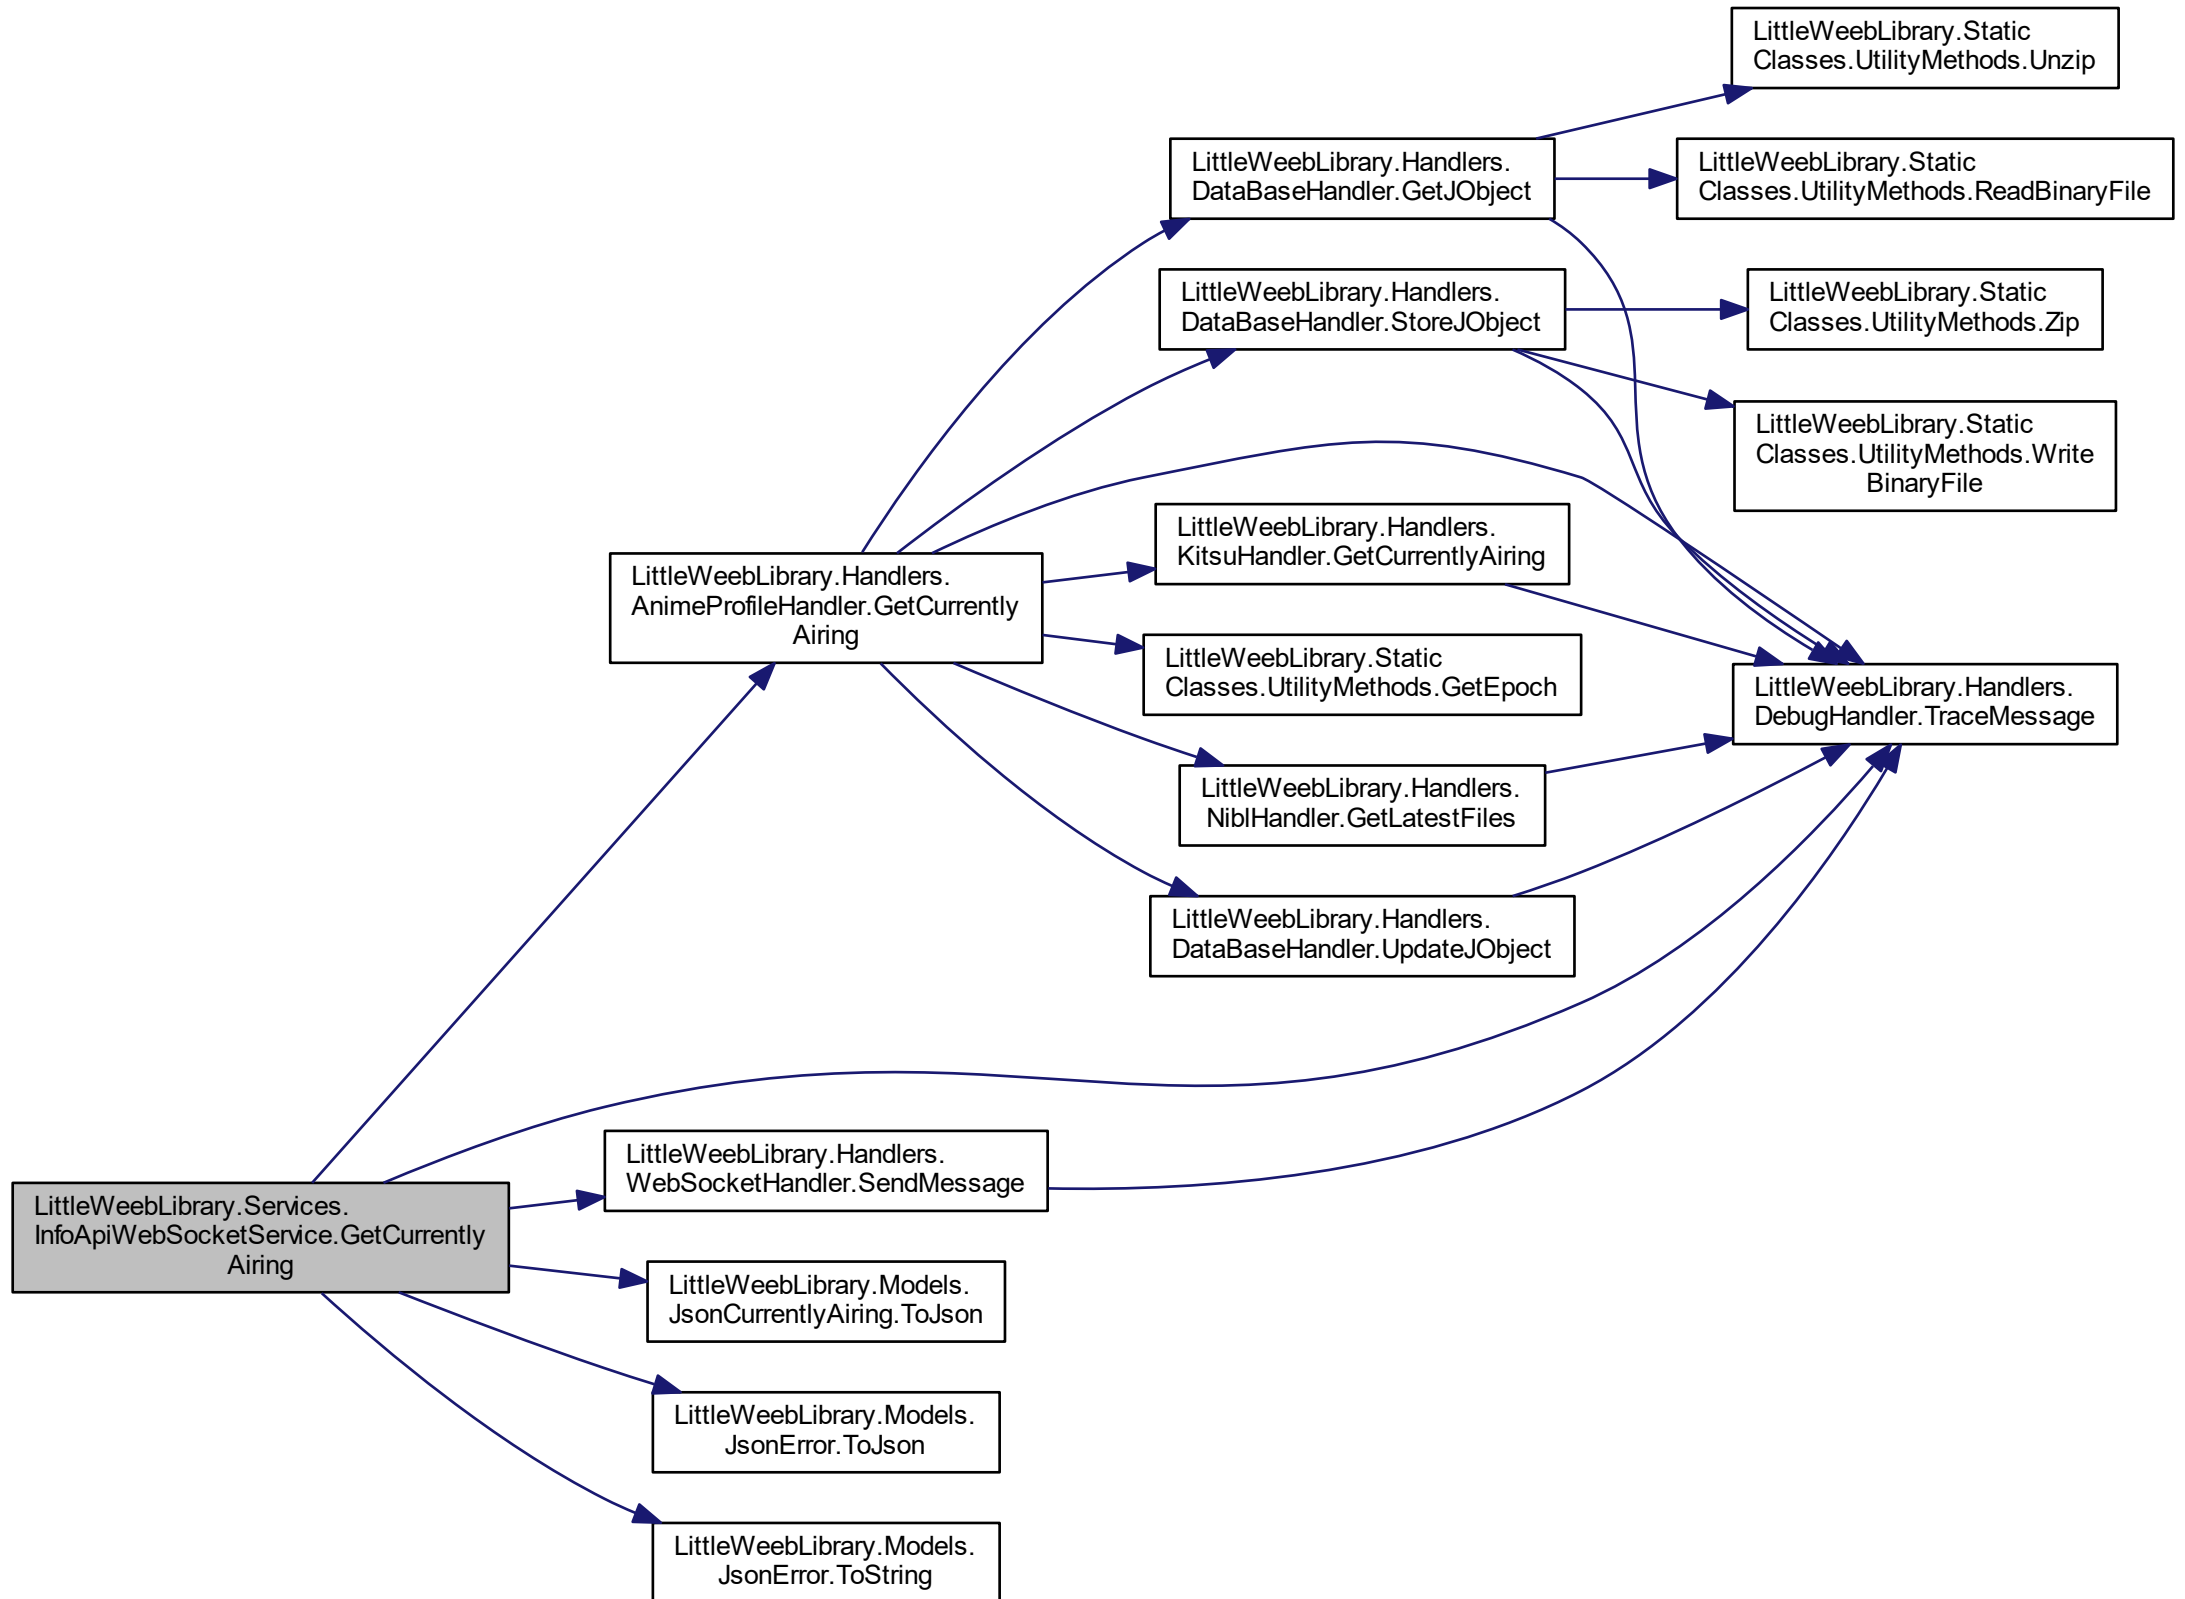 LittleWeebLibrary.Static
Classes.UtilityMethods.Unzip
LittleWeebLibrary.Handlers.
DataBaseHandler.GetJObject
LittleWeebLibrary.Static
Classes.UtilityMethods.ReadBinaryFile
LittleWeebLibrary.Handlers.
DataBaseHandler.StoreJObject
LittleWeebLibrary.Static
Classes.UtilityMethods.Zip
LittleWeebLibrary.Static
Classes.UtilityMethods.Write
BinaryFile
LittleWeebLibrary.Handlers.
KitsuHandler.GetCurrentlyAiring
LittleWeebLibrary.Handlers.
AnimeProfileHandler.GetCurrently
Airing
LittleWeebLibrary.Static
Classes.UtilityMethods.GetEpoch
LittleWeebLibrary.Handlers.
DebugHandler.TraceMessage
LittleWeebLibrary.Handlers.
NiblHandler.GetLatestFiles
LittleWeebLibrary.Handlers.
DataBaseHandler.UpdateJObject
LittleWeebLibrary.Handlers.
WebSocketHandler.SendMessage
LittleWeebLibrary.Services.
InfoApiWebSocketService.GetCurrently
Airing
LittleWeebLibrary.Models.
JsonCurrentlyAiring.ToJson
LittleWeebLibrary.Models.
JsonError.ToJson
LittleWeebLibrary.Models.
JsonError.ToString